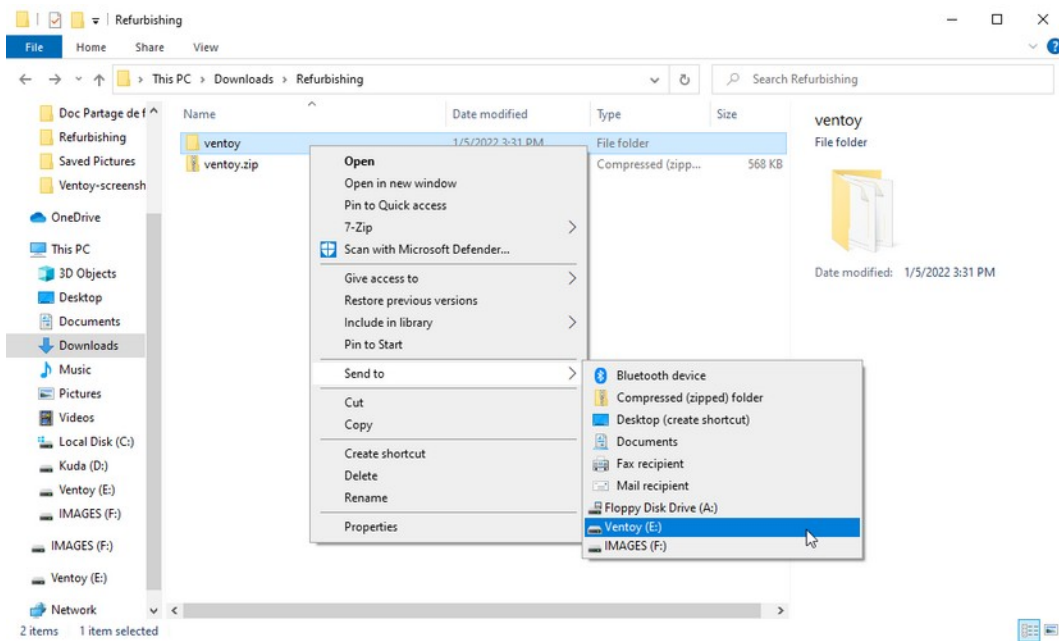 Refurbishing
File Home Share View
This PC > Downloads > Refurbishing
Search Refurbishing
Doc Partage de f
Refurbishing
Saved Pictures
Ventoy-screensh
OneDrive
This PC
3D Objects
Desktop
Documents
Downloads
Music
Pictures
Videos
Local Disk (C:)
Kuda (D:)
Ventoy (E:)
IMAGES (F:)
IMAGES (F:)
Ventoy (E:)
Network
Name Date modified Type Size
ventoy 1/5/2022 3:31 PM File folder
ventoy.zip Compressed (zipp... 568 KB
Open
Open in new window
Pin to Quick access
7-Zip
Scan with Microsoft Defender...
Give access to
Restore previous versions
Include in library
Pin to Start
Send to
Cut
Copy
Create shortcut
Delete
Rename
Properties
Bluetooth device
Compressed (zipped) folder
Desktop (create shortcut)
Documents
Fax recipient
Mail recipient
Floppy Disk Drive (A:)
Ventoy (E:)
IMAGES (F:)
ventoy
File folder
Date modified: 1/5/2022 3:31 PM
2 items 1 item selected